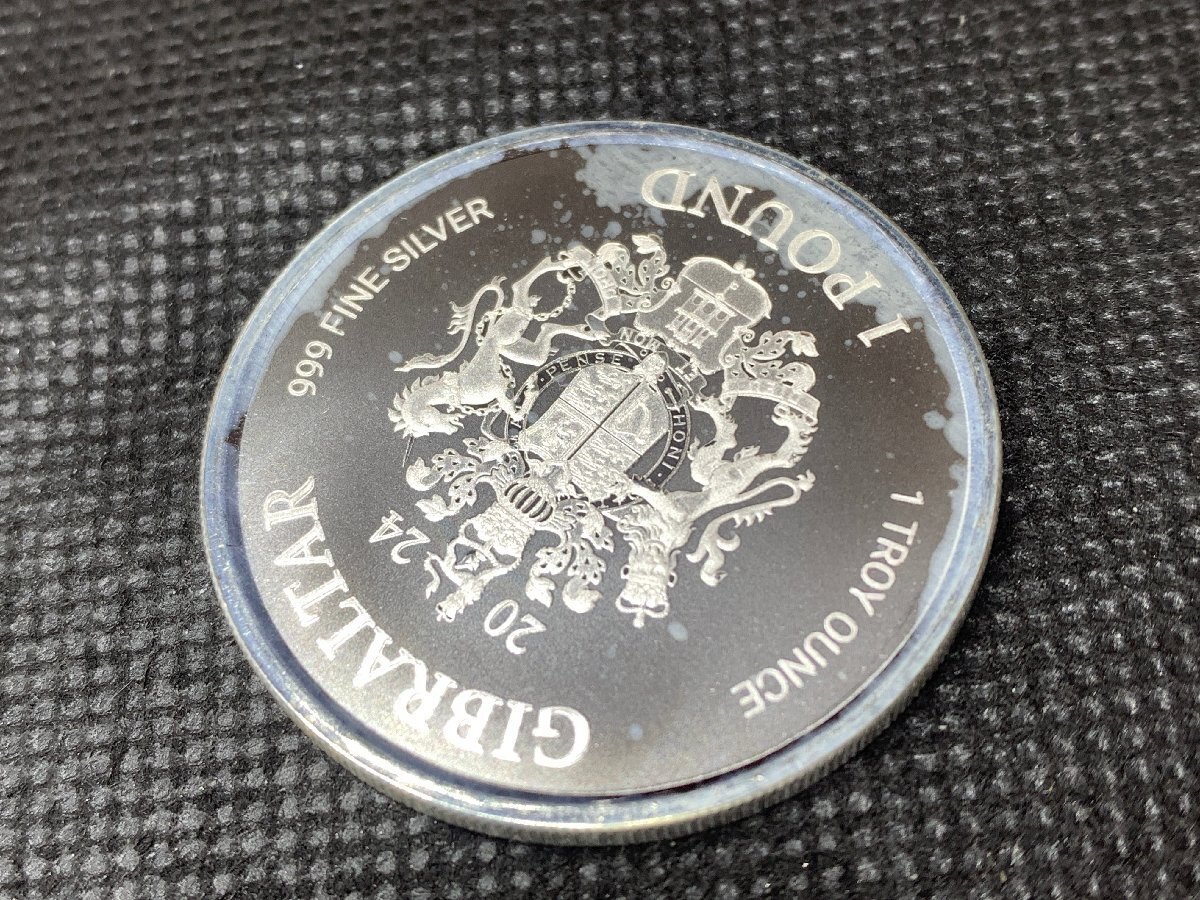 GIBRALTAR
20 24
999 FINE SILVER
1 TROY OUNCE
1 POUND
HONI · PENSE